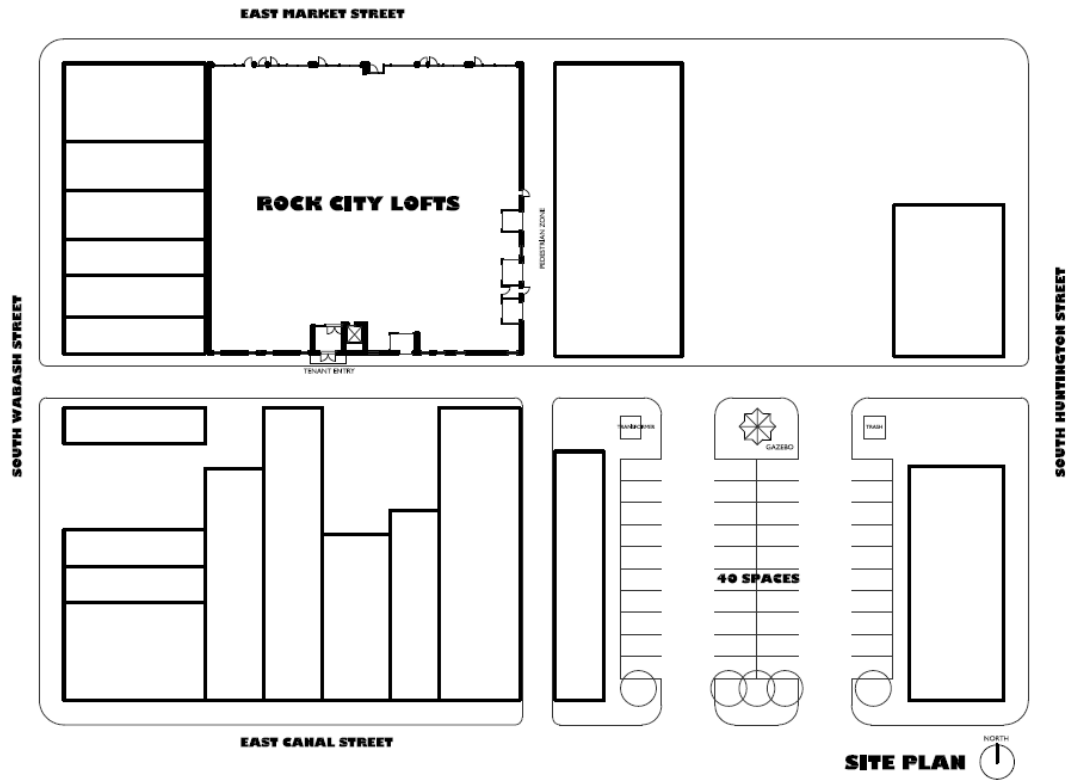 EAST MARKET STREET
ROCK CITY LOFTS
PEDESTRIAN ZONE
SOUTH WABASH STREET
SOUTH HUNTINGTON STREET
TENANT ENTRY
TRANSFORMER
GAZEBO
TRASH
40 SPACES
EAST CANAL STREET
NORTH
SITE PLAN